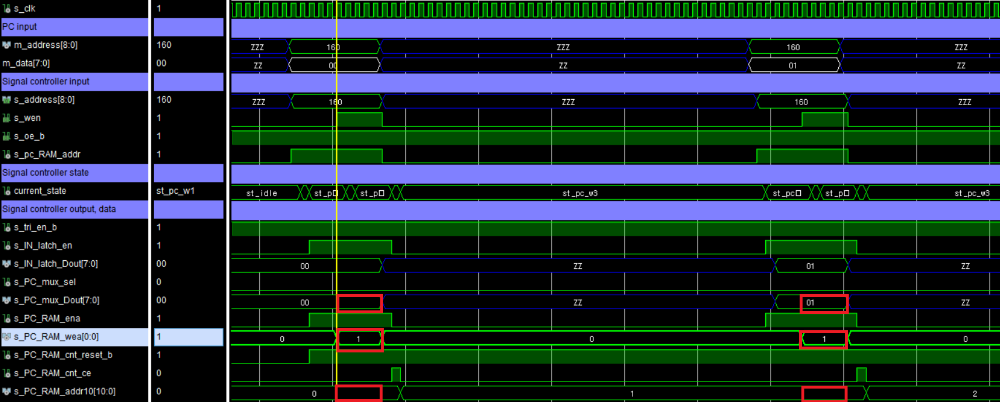 s_clk 1
PC input
m_address[8:0] 160 ZZZ 160 ZZZ 160 ZZZ
m_data[7:0] 00 ZZ 00 ZZ 01 ZZ
Signal controller input
s_address[8:0] 160 ZZZ 160 ZZZ 160 ZZZ
s_wen 1
s_oe_b 1
s_pc_RAM_addr 1
Signal controller state
current_state st_pc_w1 st_idle st_p□ st_p□ st_pc_w3 st_pc□ st_p□ st_pc_w3
Signal controller output, data
s_tri_en_b 1
s_IN_latch_en 1
s_IN_latch_Dout[7:0] 00 00 ZZ 01 ZZ
s_PC_mux_sel 0
s_PC_mux_Dout[7:0] 00 00 ZZ 01 ZZ
s_PC_RAM_ena 1
s_PC_RAM_wea[0:0] 1 0 1 0 1 0
s_PC_RAM_cnt_reset_b 1
s_PC_RAM_cnt_ce 0
s_PC_RAM_addr10[10:0] 0 0 1 2